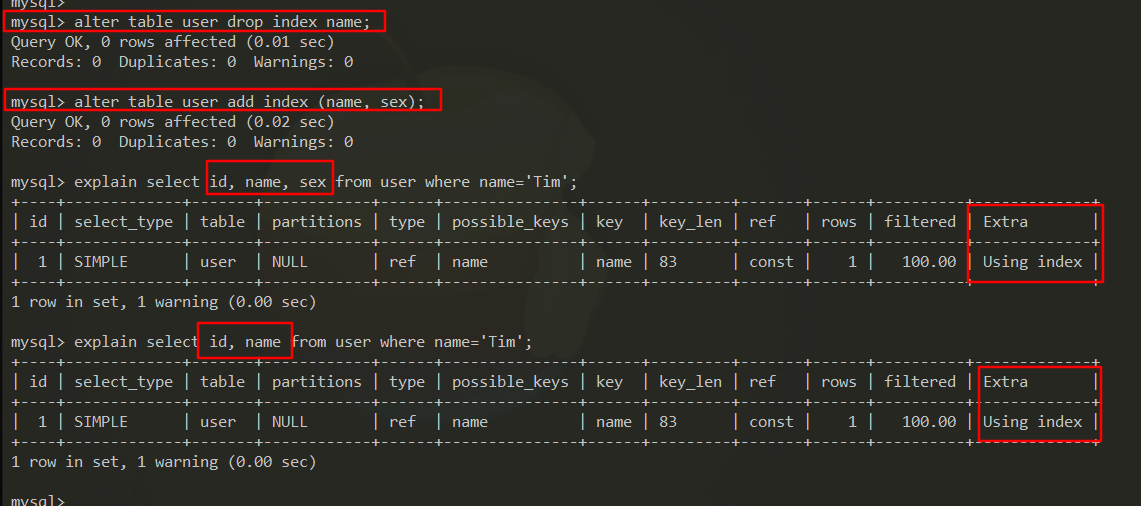 mysql>
mysql> alter table user drop index name;
Query OK, 0 rows affected (0.01 sec)
Records: 0  Duplicates: 0  Warnings: 0
mysql> alter table user add index (name, sex);
Query OK, 0 rows affected (0.02 sec)
Records: 0  Duplicates: 0  Warnings: 0
mysql> explain select id, name, sex from user where name='Tim';
+----+-------------+-------+------------+------+---------------+------+---------+-------+------+----------+-------------+
| id | select_type | table | partitions | type | possible_keys | key  | key_len | ref   | rows | filtered | Extra       |
+----+-------------+-------+------------+------+---------------+------+---------+-------+------+----------+-------------+
|  1 | SIMPLE      | user  | NULL       | ref  | name          | name | 83      | const |    1 |   100.00 | Using index |
+----+-------------+-------+------------+------+---------------+------+---------+-------+------+----------+-------------+
1 row in set, 1 warning (0.00 sec)
mysql> explain select id, name from user where name='Tim';
+----+-------------+-------+------------+------+---------------+------+---------+-------+------+----------+-------------+
| id | select_type | table | partitions | type | possible_keys | key  | key_len | ref   | rows | filtered | Extra       |
+----+-------------+-------+------------+------+---------------+------+---------+-------+------+----------+-------------+
|  1 | SIMPLE      | user  | NULL       | ref  | name          | name | 83      | const |    1 |   100.00 | Using index |
+----+-------------+-------+------------+------+---------------+------+---------+-------+------+----------+-------------+
1 row in set, 1 warning (0.00 sec)
mysql>